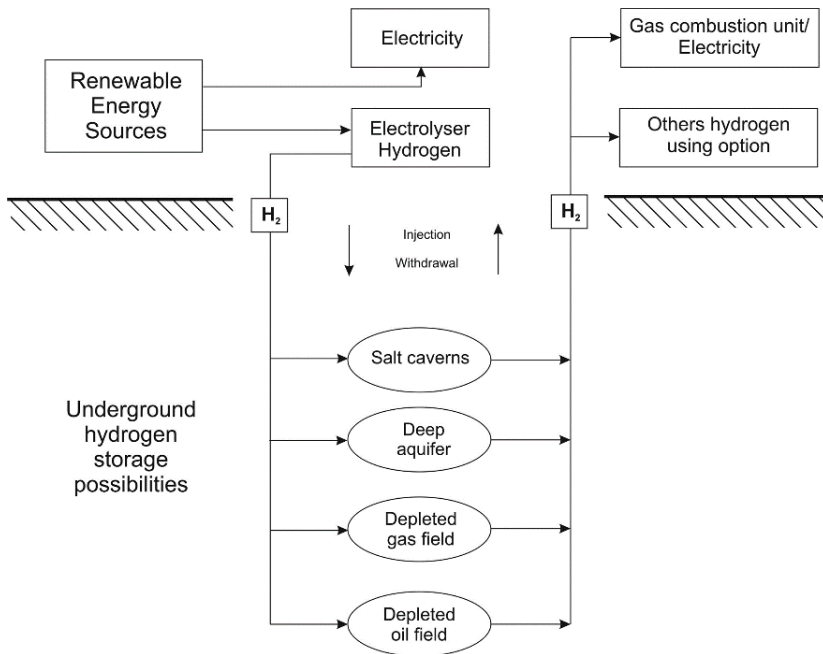 Electricity
Gas combustion unit/
Electricity
Renewable
Energy
Sources
Electrolyser
Hydrogen
Others hydrogen
using option
H₂
H₂
Injection
Withdrawal
Salt caverns
Underground
hydrogen
storage
possibilities
Deep
aquifer
Depleted
gas field
Depleted
oil field